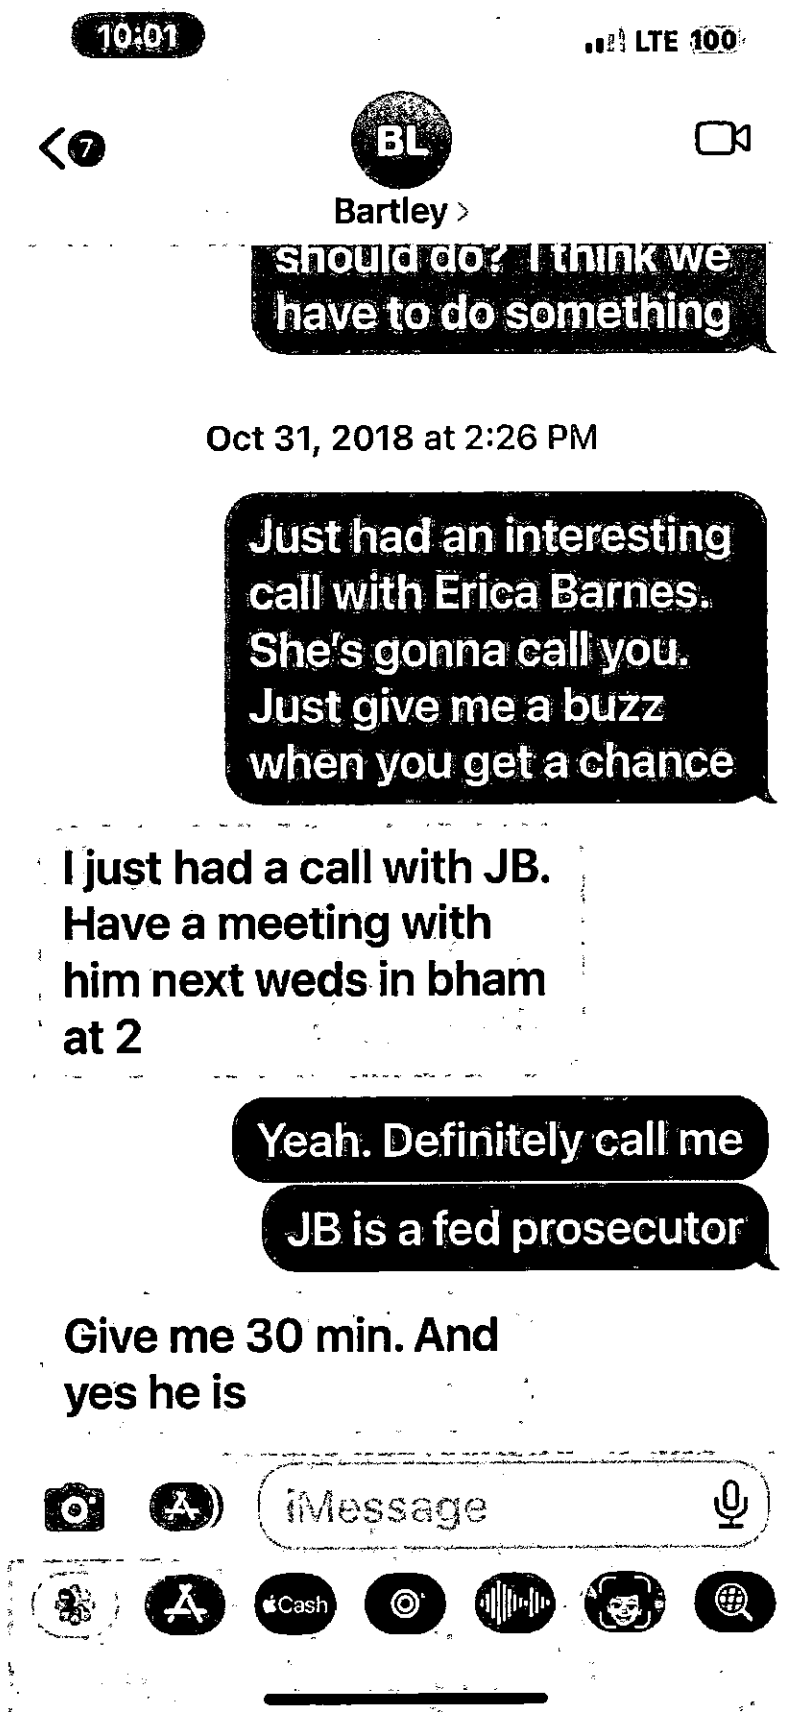 10:01
LTE 100
7
BL
Bartley >
should do? I think we
have to do something
Oct 31, 2018 at 2:26 PM
Just had an interesting
call with Erica Barnes.
She's gonna call you.
Just give me a buzz
when you get a chance
I just had a call with JB.
Have a meeting with
him next weds in bham
at 2
Yeah. Definitely call me
JB is a fed prosecutor
Give me 30 min. And
yes he is
iMessage
Cash